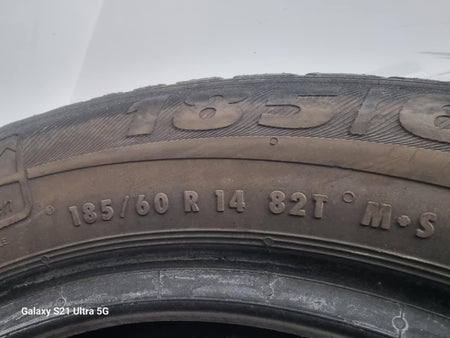 185/6
185/60 R 14 82T M+S
Galaxy S21 Ultra 5G